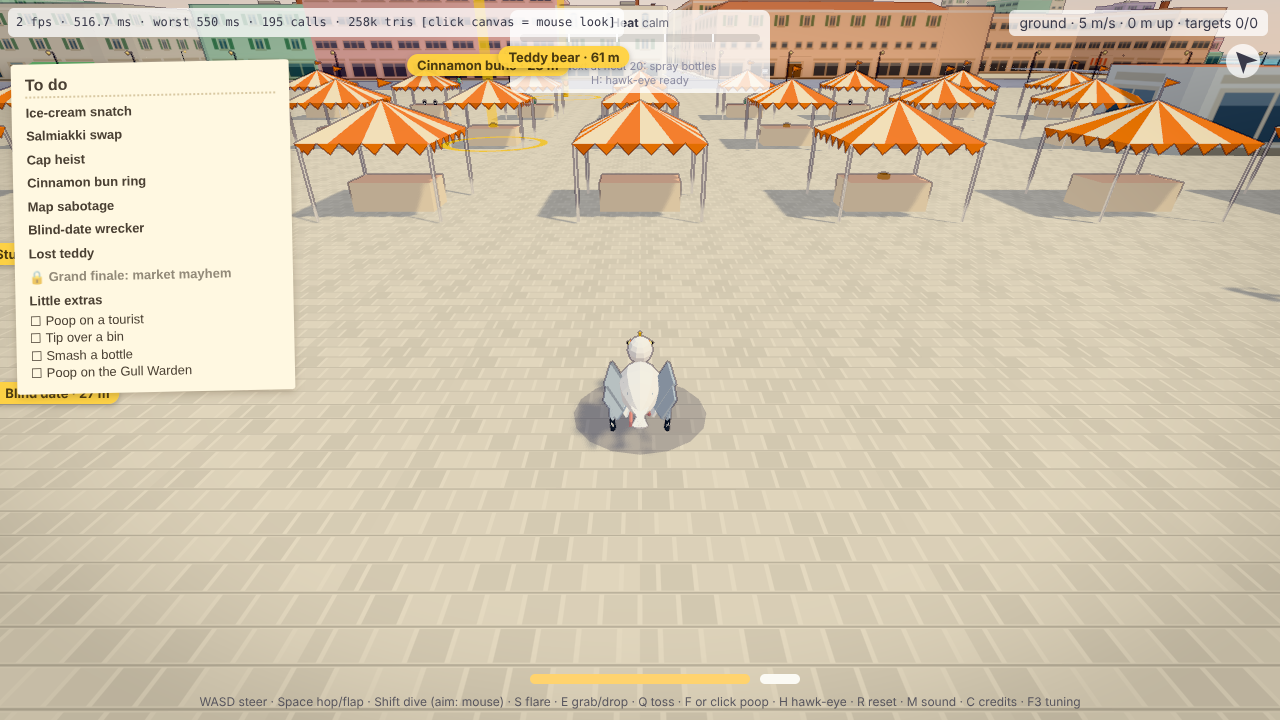 2 fps · 516.7 ms · worst 550 ms · 195 calls · 258k tris [click canvas = mouse look]
calm
ground · 5 m/s · 0 m up · targets 0/0
Teddy bear · 61 m
Cinnamon
20: spray bottles
H: hawk-eye ready
To do
Ice-cream snatch
Salmiakki swap
Cap heist
Cinnamon bun ring
Map sabotage
Blind-date wrecker
Lost teddy
🔒 Grand finale: market mayhem
Little extras
☐ Poop on a tourist
☐ Tip over a bin
☐ Smash a bottle
☐ Poop on the Gull Warden
Blind date · 27 m
WASD steer · Space hop/flap · Shift dive (aim: mouse) · S flare · E grab/drop · Q toss · F or click poop · H hawk-eye · R reset · M sound · C credits · F3 tuning